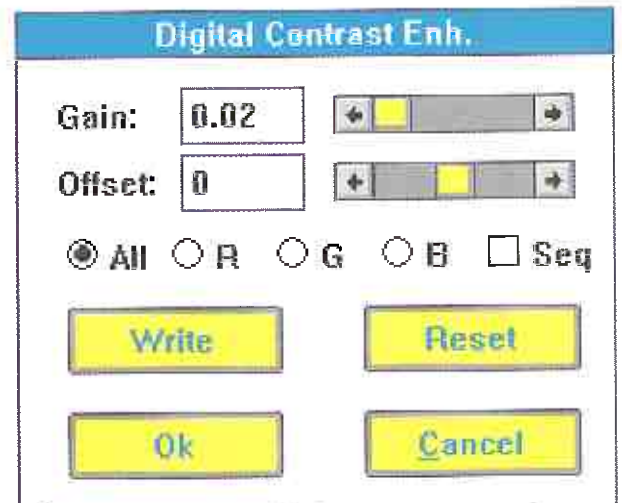 Digital Contrast Enh.
Gain: 0.02
Offset: 0
All R G B Seq
Write Reset
Ok Cancel